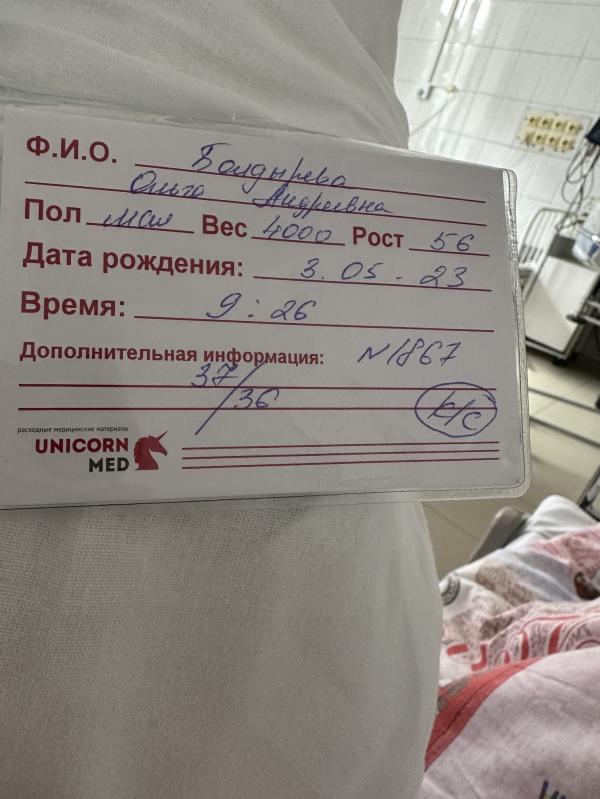 Ф.И.О. Болдырева
Ольга Андреевна
Пол мал Вес 4000 Рост 56
Дата рождения: 3.05.23
Время: 9:26
Дополнительная информация: N1867
37/36
к/с
расходные медицинские материалы
UNICORN
MED